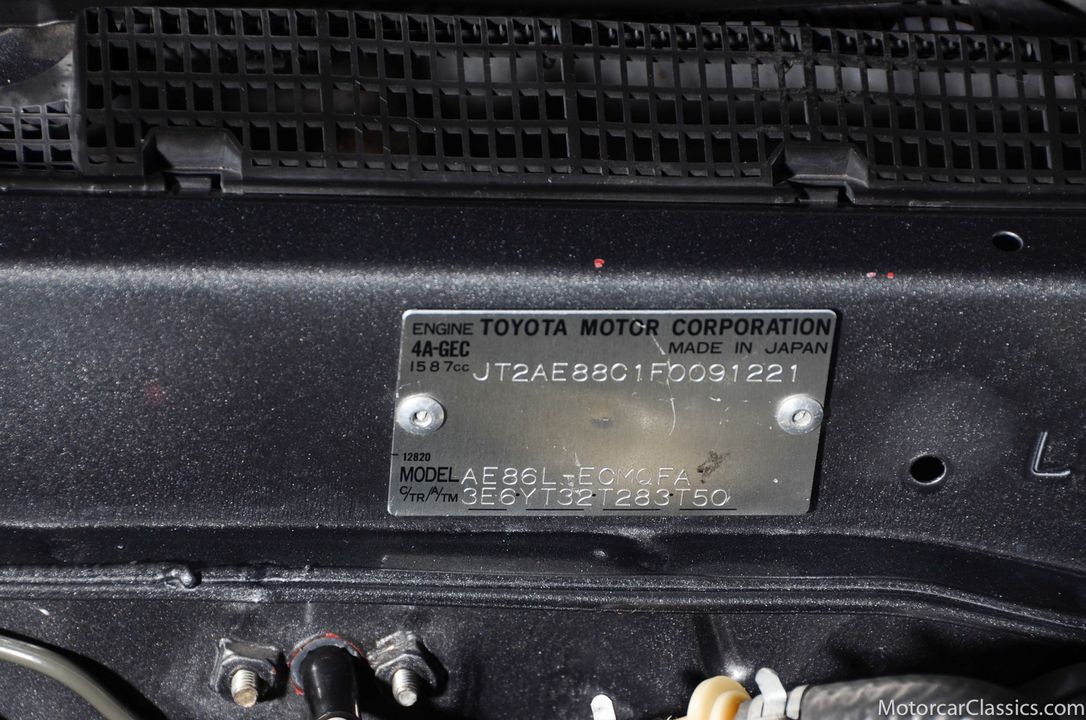 ENGINE TOYOTA MOTOR CORPORATION
4A-GEC MADE IN JAPAN
1587cc JT2AE88C1F0091221
12820
MODEL AE86L-ECMQFA
C/TR/A/TM 3E6 YT32 T283 T50
L
MotorcarClassics.com